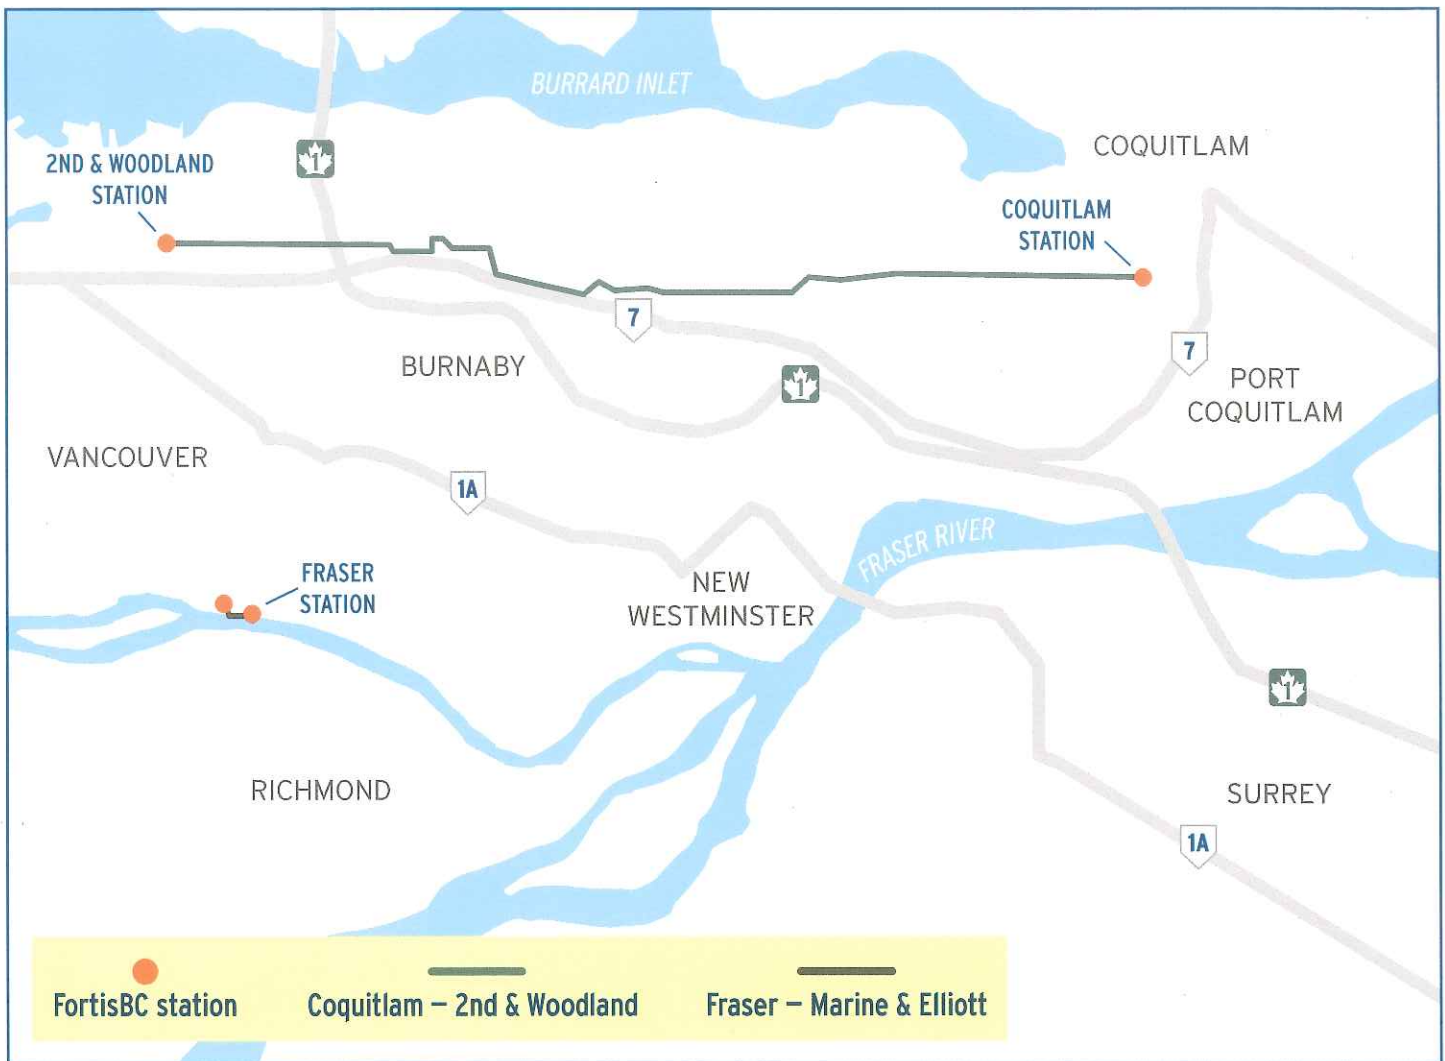 BURRARD INLET
1
COQUITLAM
2ND & WOODLAND
STATION
COQUITLAM
STATION
7
7
BURNABY
1
PORT
COQUITLAM
VANCOUVER
1A
FRASER RIVER
FRASER
STATION
NEW
WESTMINSTER
1
RICHMOND
SURREY
1A
FortisBC station
Coquitlam – 2nd & Woodland
Fraser – Marine & Elliott